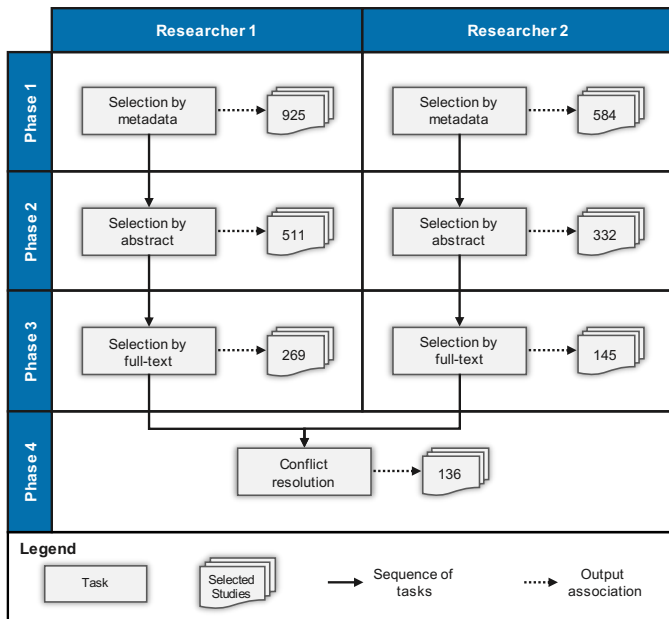 Researcher 1
Researcher 2
Phase 1
Selection by
metadata
925
Selection by
metadata
584
Phase 2
Selection by
abstract
511
Selection by
abstract
332
Phase 3
Selection by
full-text
269
Selection by
full-text
145
Phase 4
Conflict
resolution
136
Legend
Task
Selected
Studies
Sequence of
tasks
Output
association